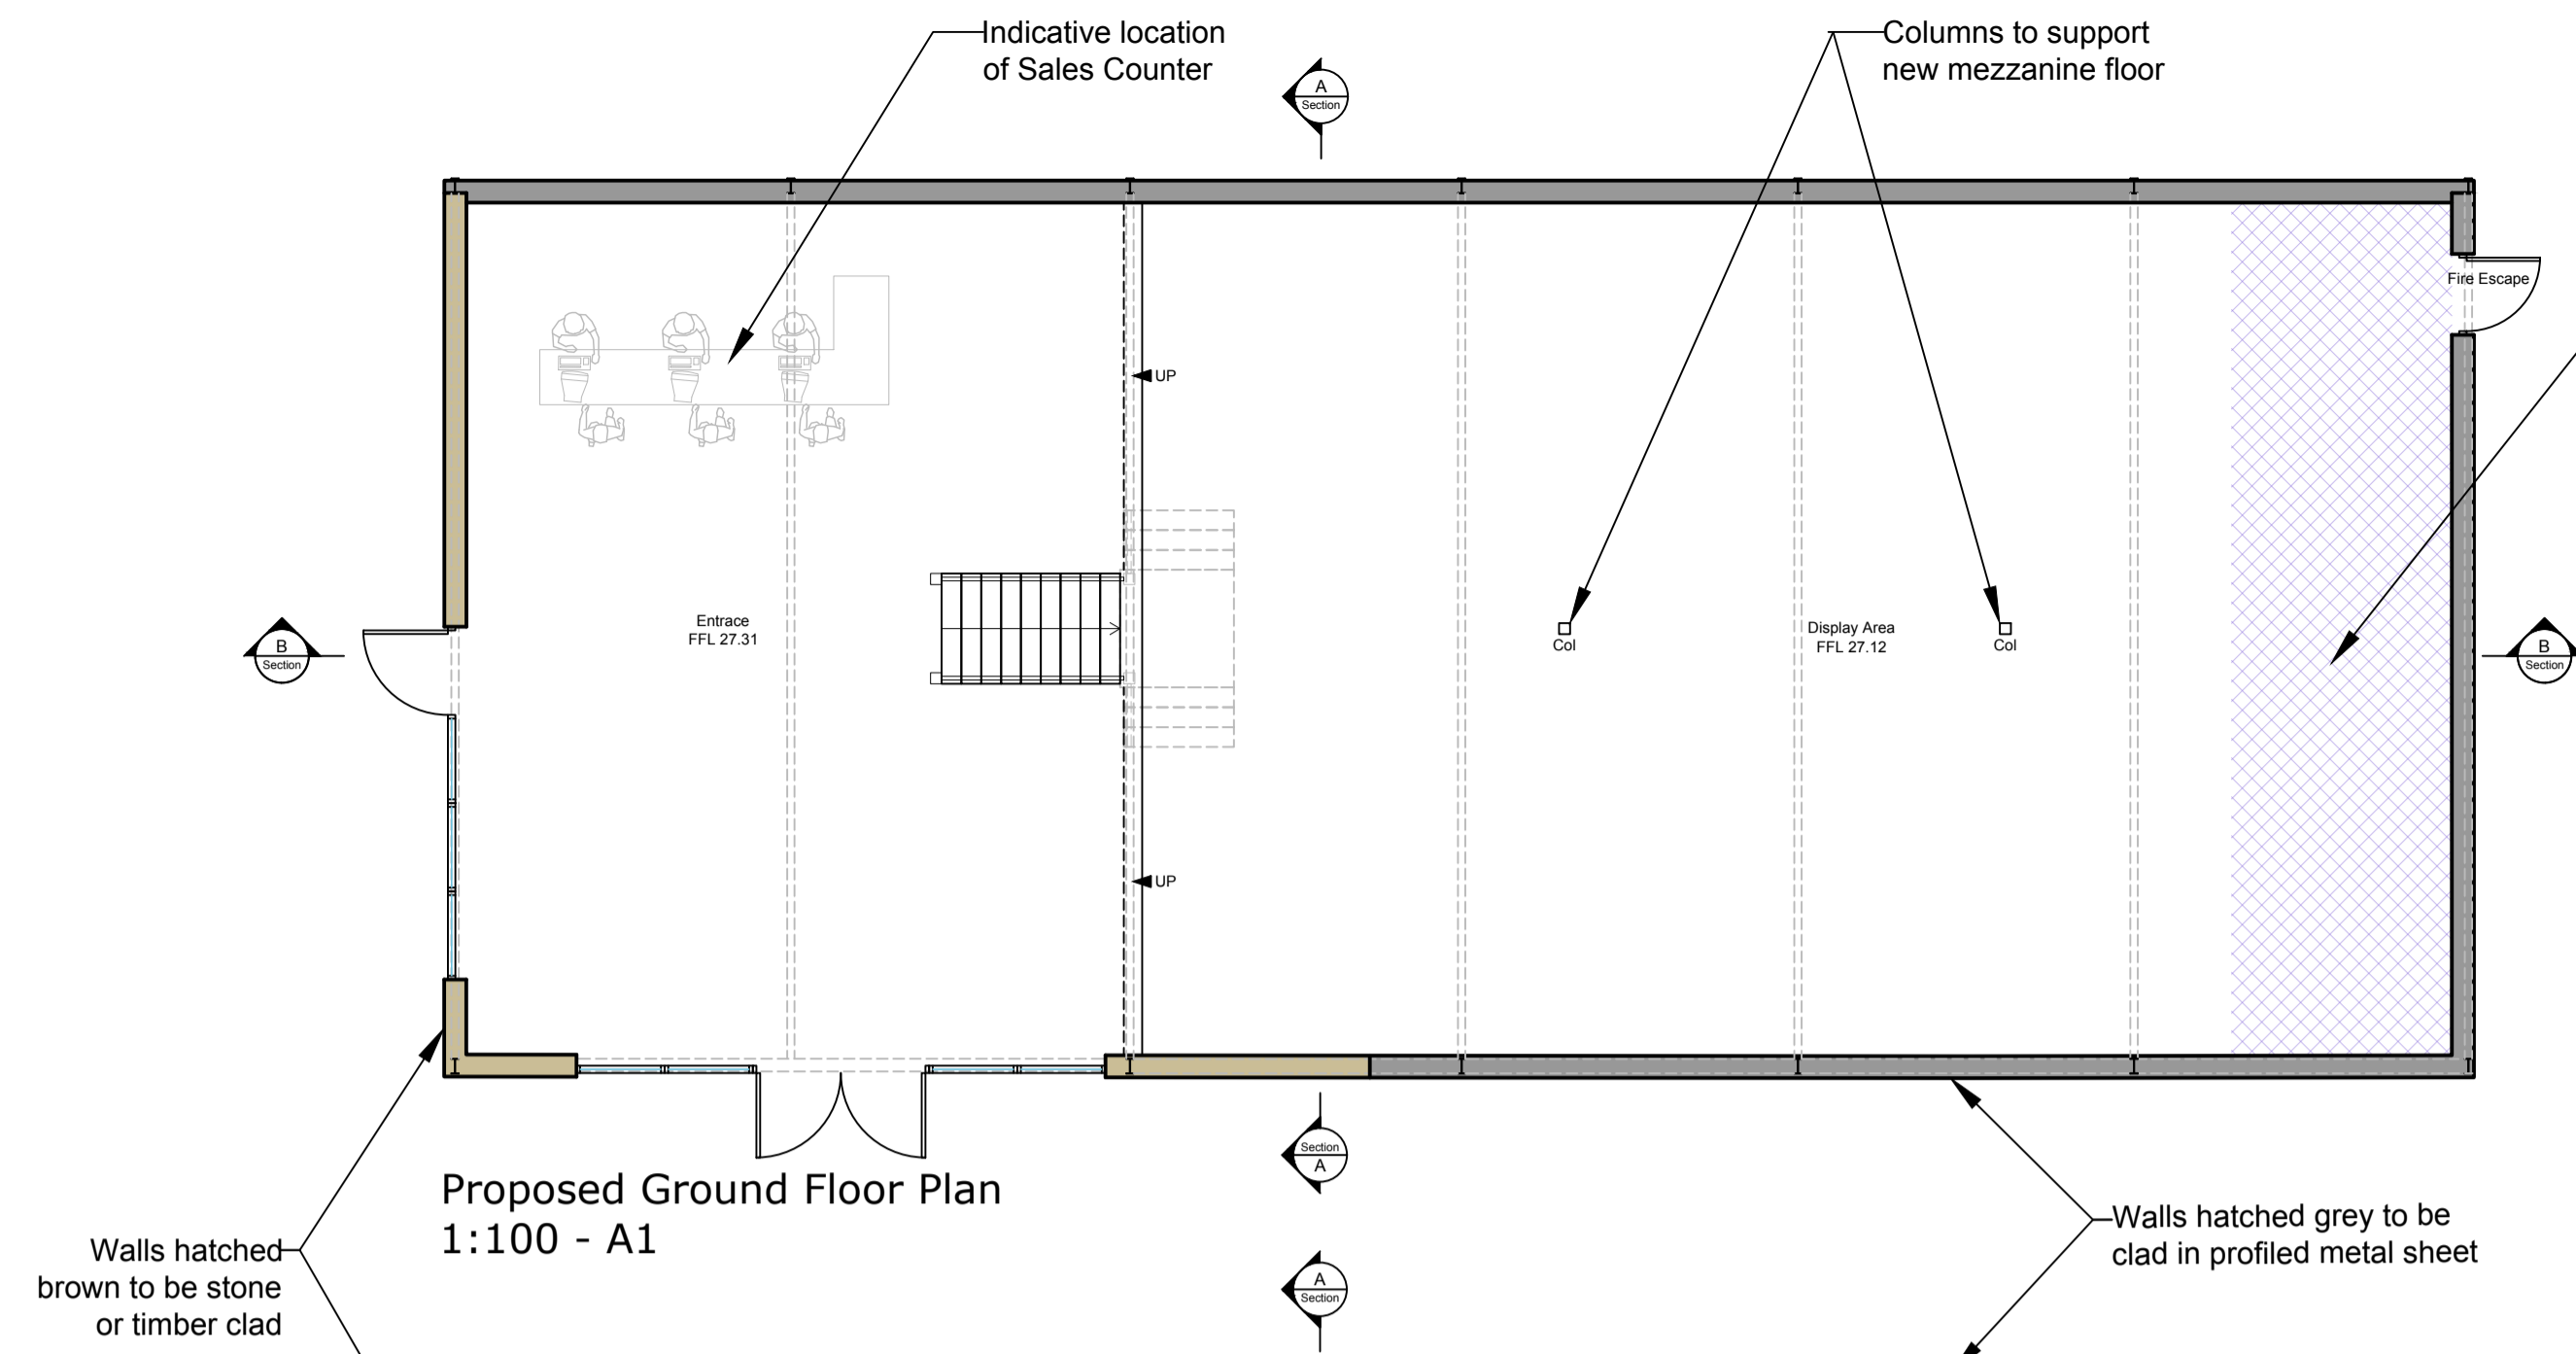 Indicative location
of Sales Counter
Columns to support
new mezzanine floor
A
Section
Fire Escape
UP
Entrace
FFL 27.31
Col
Display Area
FFL 27.12
Col
B
Section
B
Section
UP
Section
A
Proposed Ground Floor Plan
1:100 - A1
Walls hatched
brown to be stone
or timber clad
Walls hatched grey to be
clad in profiled metal sheet
A
Section